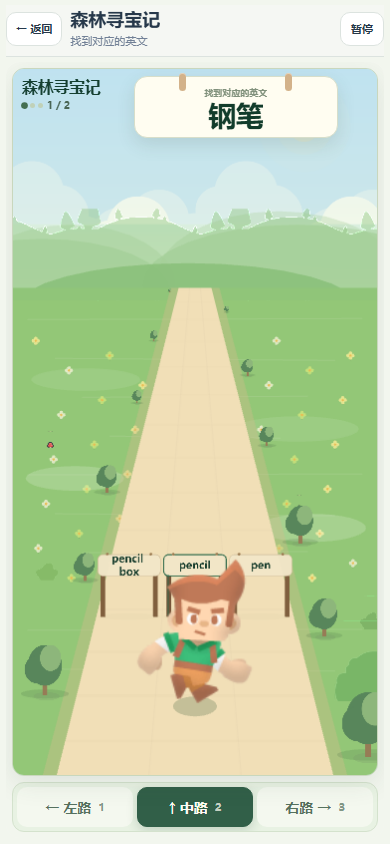 ← 返回
森林寻宝记
找到对应的英文
暂停
森林寻宝记
1 / 2
找到对应的英文
钢笔
pencil box
pencil
pen
← 左路 1
↑ 中路 2
右路 → 3